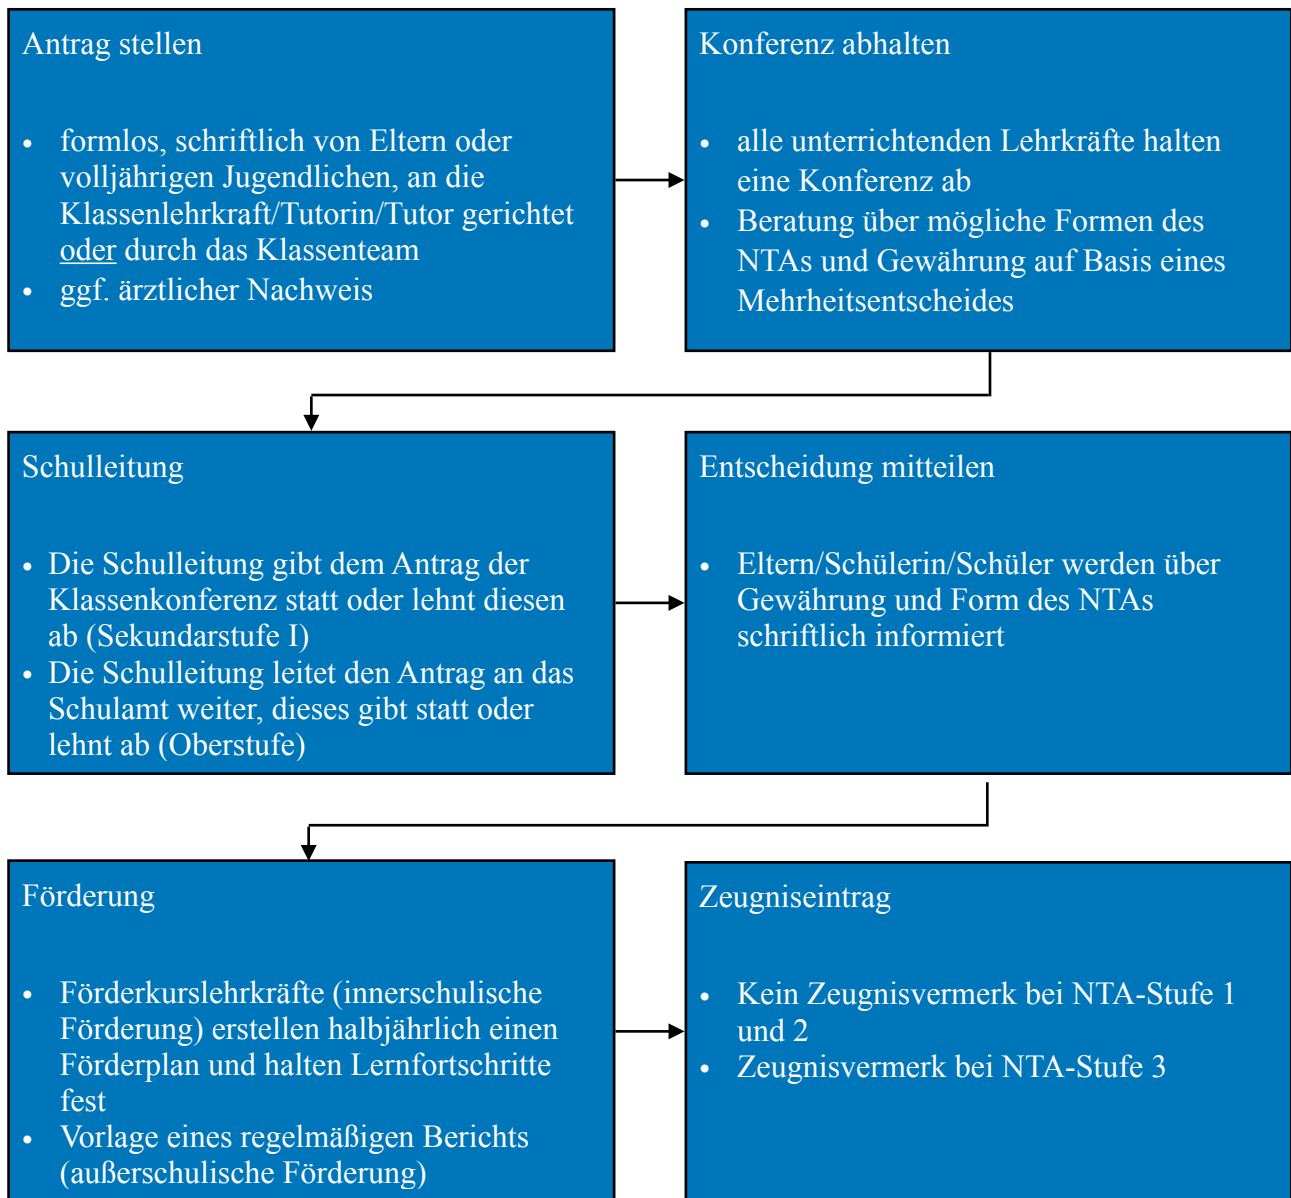 Antrag stellen
• formlos, schriftlich von Eltern oder
volljährigen Jugendlichen, an die
Klassenlehrkraft/Tutorin/Tutor gerichtet
oder durch das Klassenteam
• ggf. ärztlicher Nachweis
Konferenz abhalten
• alle unterrichtenden Lehrkräfte halten
eine Konferenz ab
• Beratung über mögliche Formen des
NTAs und Gewährung auf Basis eines
Mehrheitsentscheides
Schulleitung
• Die Schulleitung gibt dem Antrag der
Klassenkonferenz statt oder lehnt diesen
ab (Sekundarstufe I)
• Die Schulleitung leitet den Antrag an das
Schulamt weiter, dieses gibt statt oder
lehnt ab (Oberstufe)
Entscheidung mitteilen
• Eltern/Schülerin/Schüler werden über
Gewährung und Form des NTAs
schriftlich informiert
Förderung
• Förderkurslehrkräfte (innerschulische
Förderung) erstellen halbjährlich einen
Förderplan und halten Lernfortschritte
fest
• Vorlage eines regelmäßigen Berichts
(außerschulische Förderung)
Zeugniseintrag
• Kein Zeugnisvermerk bei NTA-Stufe 1
und 2
• Zeugnisvermerk bei NTA-Stufe 3